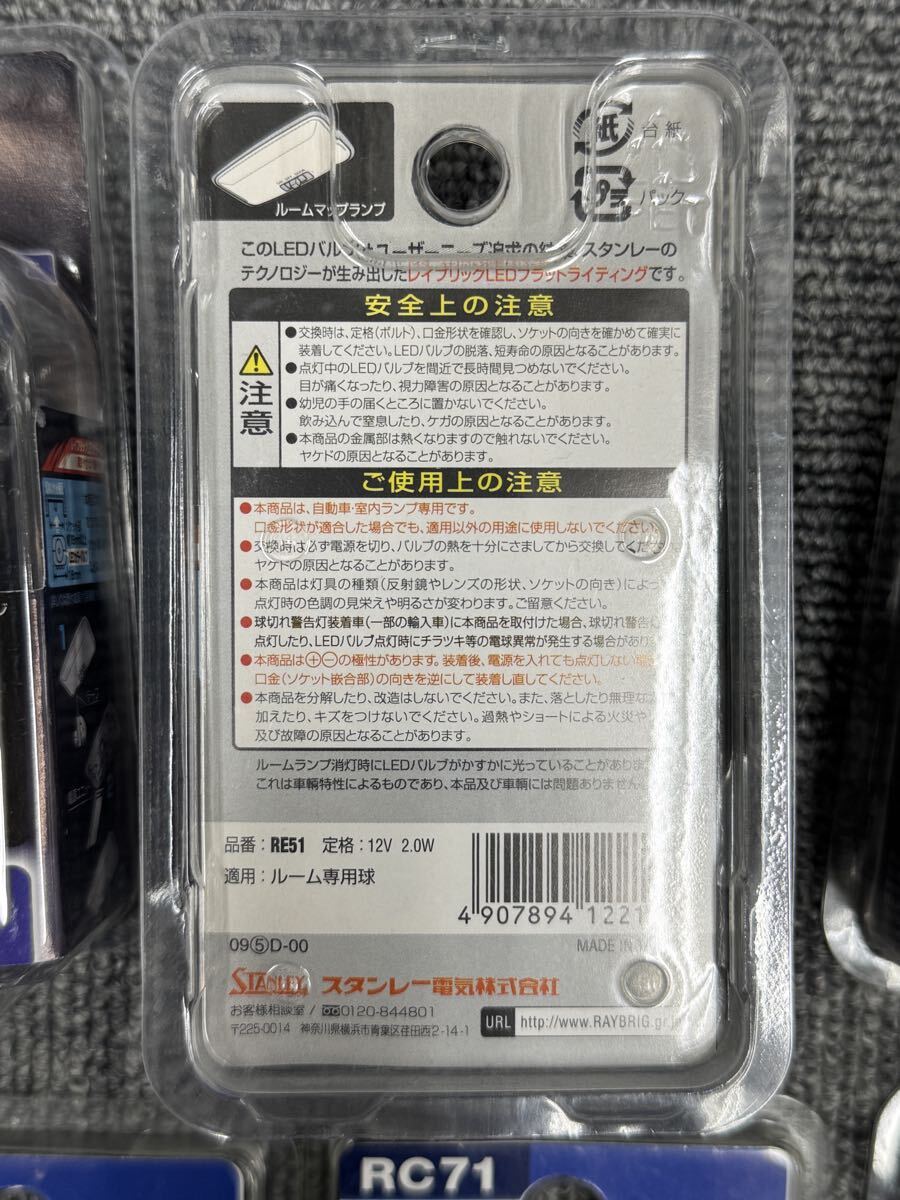 ルームマップランプ
紙
台紙
パック
このLEDバルブはユーザーニーズ追求の結果、スタンレーの
テクノロジーが生み出したレイブリックLEDフラットライティングです。
安全上の注意
注意
●交換時は、定格(ボルト)、口金形状を確認し、ソケットの向きを確かめて確実に
装着してください。LEDバルブの脱落、短寿命の原因となることがあります。
●点灯中のLEDバルブを間近で長時間見つめないでください。
目が痛くなったり、視力障害の原因となることがあります。
●幼児の手の届くところに置かないでください。
飲み込んで窒息したり、ケガの原因となることがあります。
●本商品の金属部は熱くなりますので触れないでください。
ヤケドの原因となることがあります。
ご使用上の注意
●本商品は、自動車・室内ランプ専用です。
口金形状が適合した場合でも、適用以外の用途に使用しないでください。
●交換時は必ず電源を切り、バルブの熱を十分にさましてから交換してく
ヤケドの原因となることがあります。
●本商品は灯具の種類(反射鏡やレンズの形状、ソケットの向き)によっ
点灯時の色調の見栄えや明るさが変わります。ご留意ください。
●球切れ警告灯装着車(一部の輸入車)に本商品を取付けた場合、球切れ警告灯
点灯したり、LEDバルブ点灯時にチラツキ等の電球異常が発生する場合があり
●本商品は⊕⊖の極性があります。装着後、電源を入れても点灯しない場合
口金(ソケット嵌合部)の向きを逆にして装着し直してください。
●本商品を分解したり、改造はしないでください。また、落としたり無理な
加えたり、キズをつけないでください。過熱やショートによる火災や
及び故障の原因となることがあります。
ルームランプ消灯時にLEDバルブがかすかに光っていることがありま
これは車輌特性によるものであり、本品及び車輌には問題ありません。
品番:RE51 定格:12V 2.0W
適用:ルーム専用球
4 907894 122
09⑤D-00
MADE IN
STANLEY スタンレー電気株式会社
お客様相談室/0120-844801
〒225-0014 神奈川県横浜市青葉区荏田西2-14-1
URL http://www.RAYBRIG.gr.jp
RC71